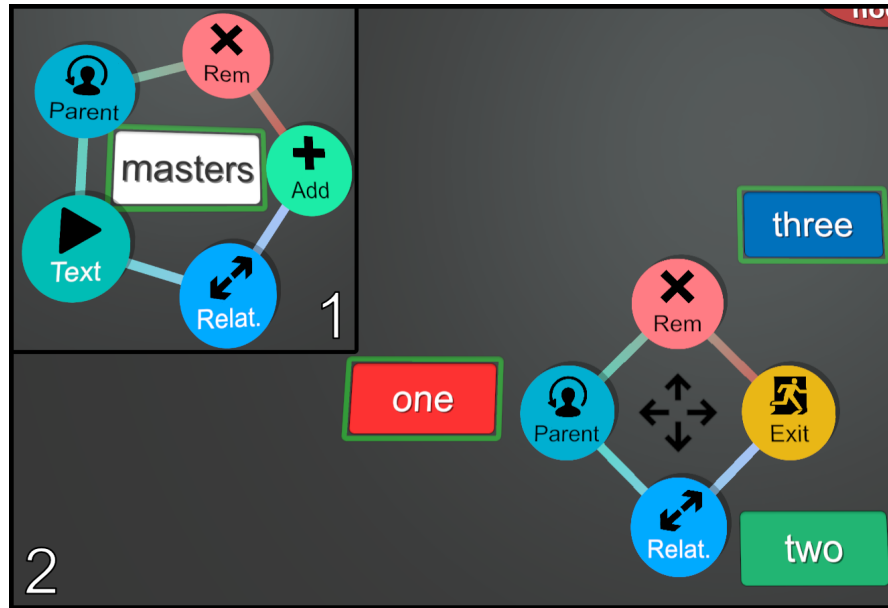 Rem
Parent
masters
Add
Text
Relat.
1
three
Rem
one
Parent
Exit
Relat.
two
2